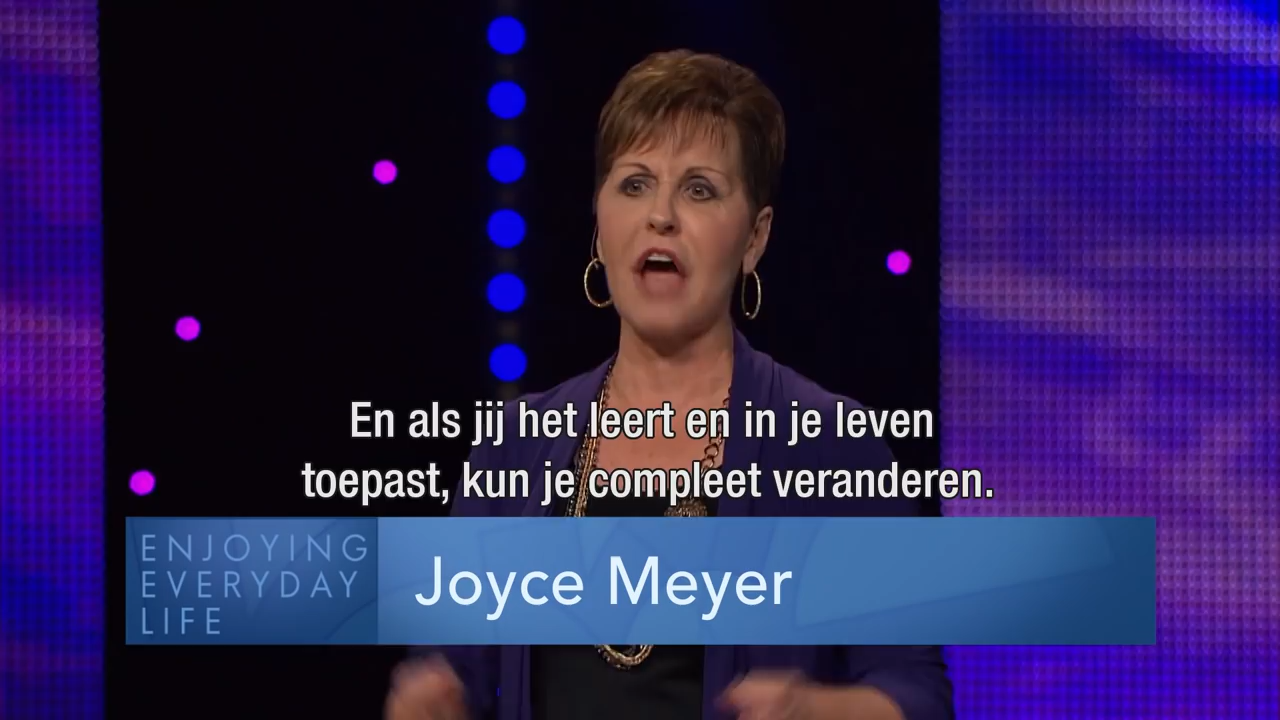 En als jij het leert en in je leven
toepast, kun je compleet veranderen.
ENJOYING
EVERYDAY
LIFE
Joyce Meyer